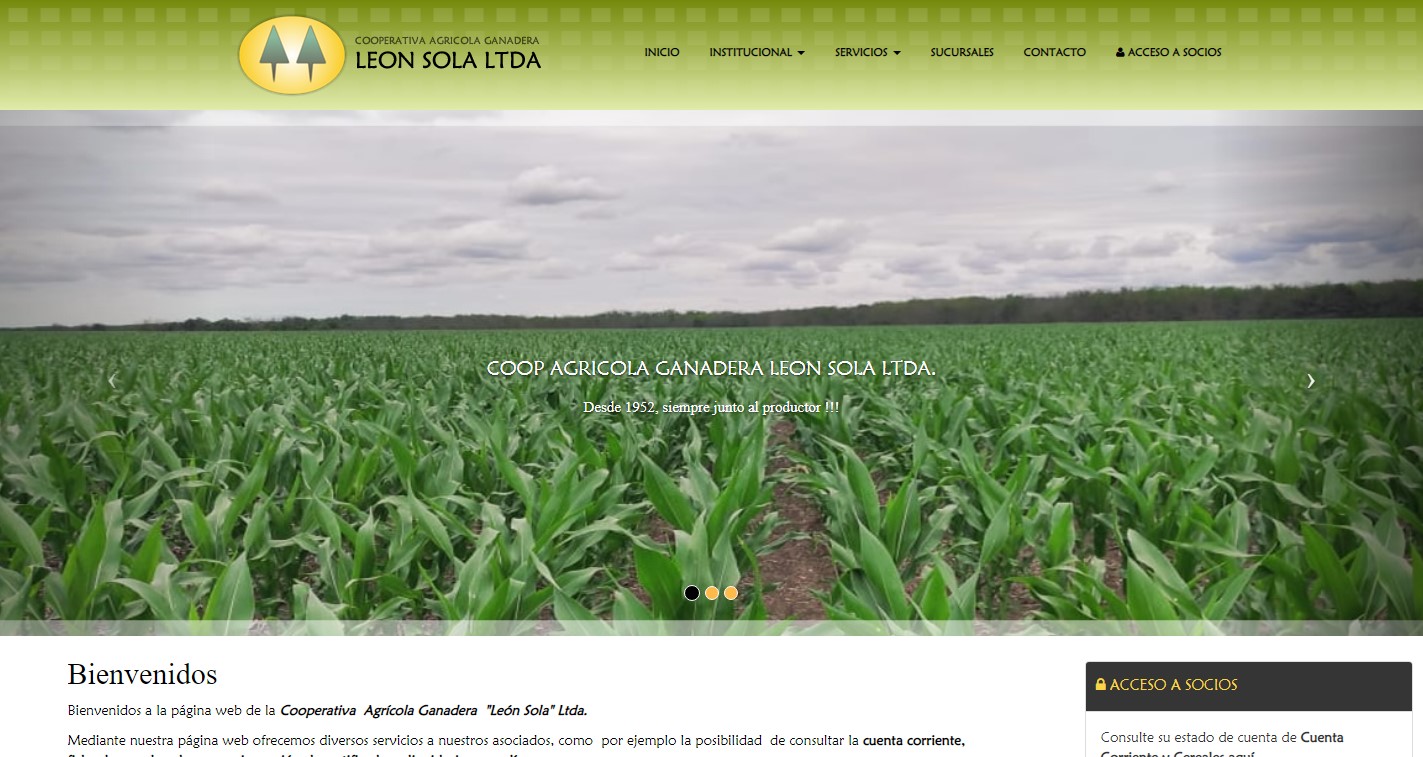 COOPERATIVA AGRICOLA GANADERA
LEON SOLA LTDA
INICIO INSTITUCIONAL SERVICIOS SUCURSALES CONTACTO ACCESO A SOCIOS
COOP AGRICOLA GANADERA LEON SOLA LTDA.
Desde 1952, siempre junto al productor !!!
Bienvenidos
Bienvenidos a la página web de la Cooperativa Agrícola Ganadera "León Sola" Ltda.
Mediante nuestra página web ofrecemos diversos servicios a nuestros asociados, como por ejemplo la posibilidad de consultar la cuenta corriente,
ACCESO A SOCIOS
Consulte su estado de cuenta de Cuenta
Corriente y Cereales aquí